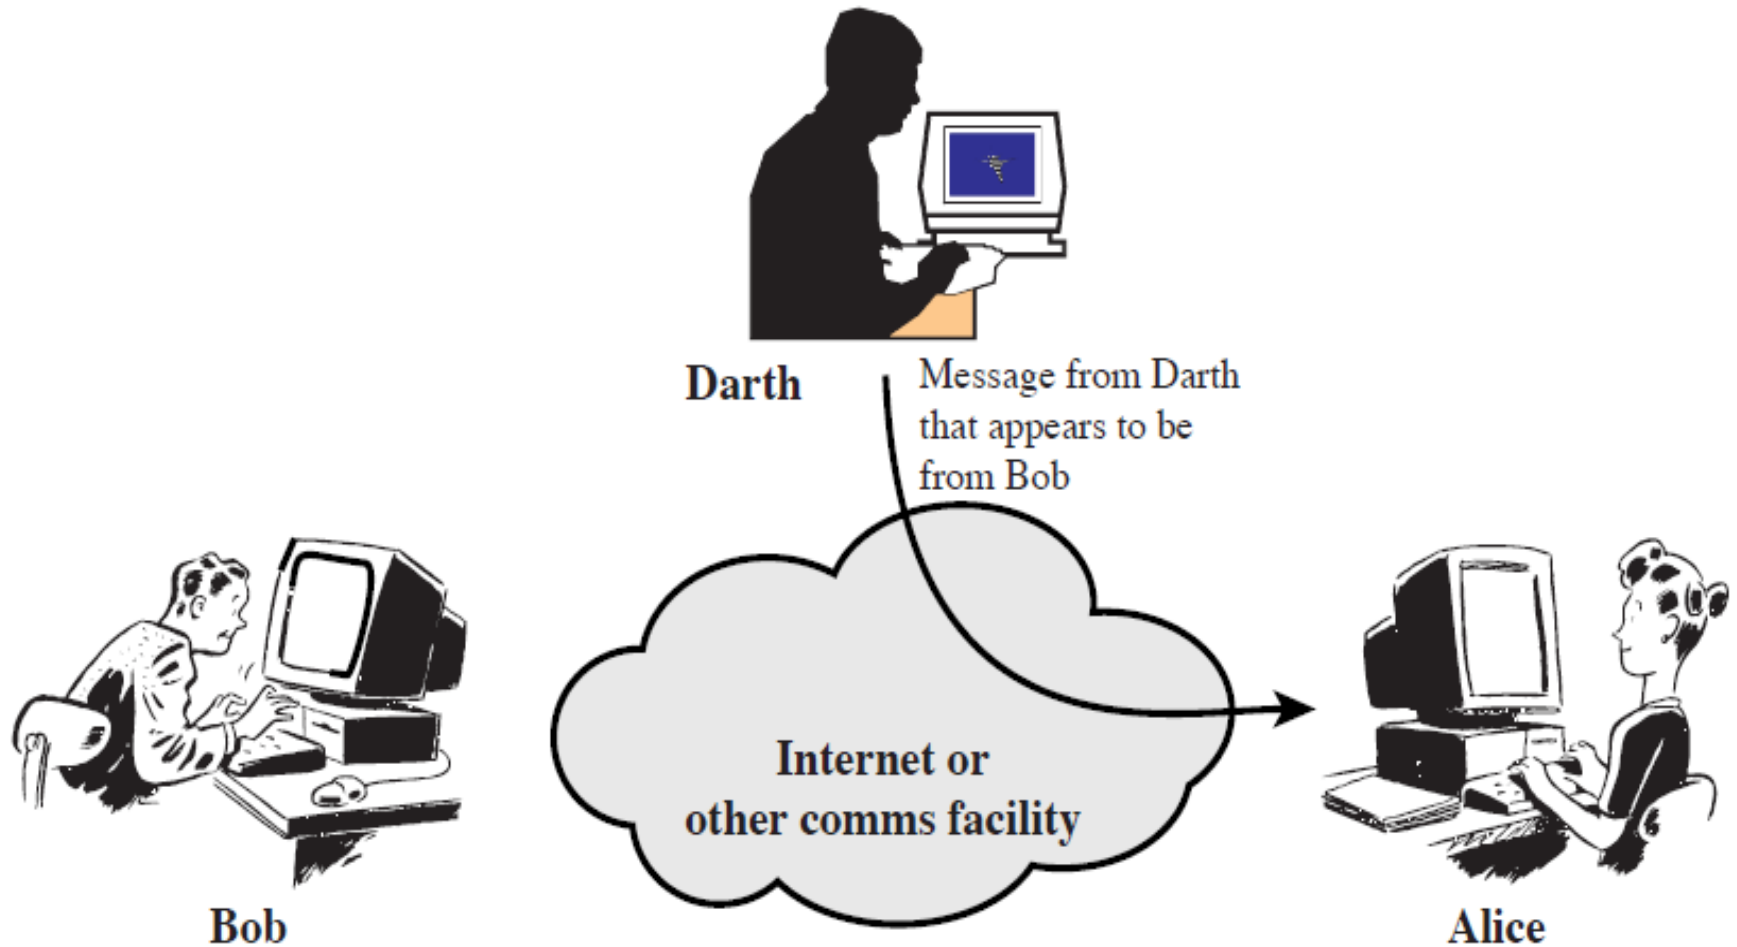 Darth
Message from Darth
that appears to be
from Bob
Internet or
other comms facility
Bob
Alice